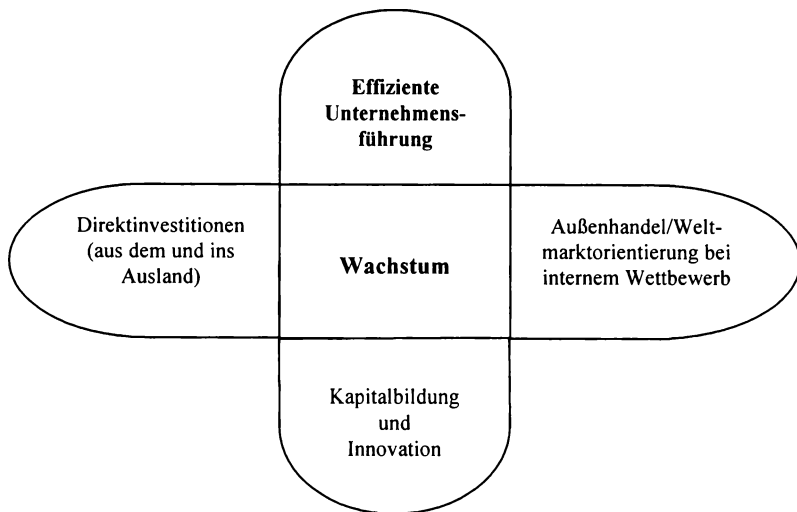 Effiziente
Unternehmens-
führung
Direktinvestitionen
(aus dem und ins
Ausland)
Wachstum
Außenhandel/Welt-
marktorientierung bei
internem Wettbewerb
Kapitalbildung
und
Innovation